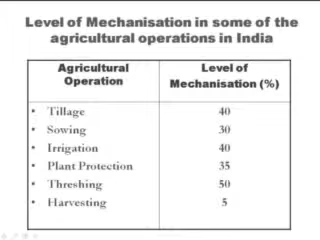 Level of Mechanisation in some of the
agricultural operations in India
Agricultural Operation Level of Mechanisation (%)
• Tillage 40
• Sowing 30
• Irrigation 40
• Plant Protection 35
• Threshing 50
• Harvesting 5